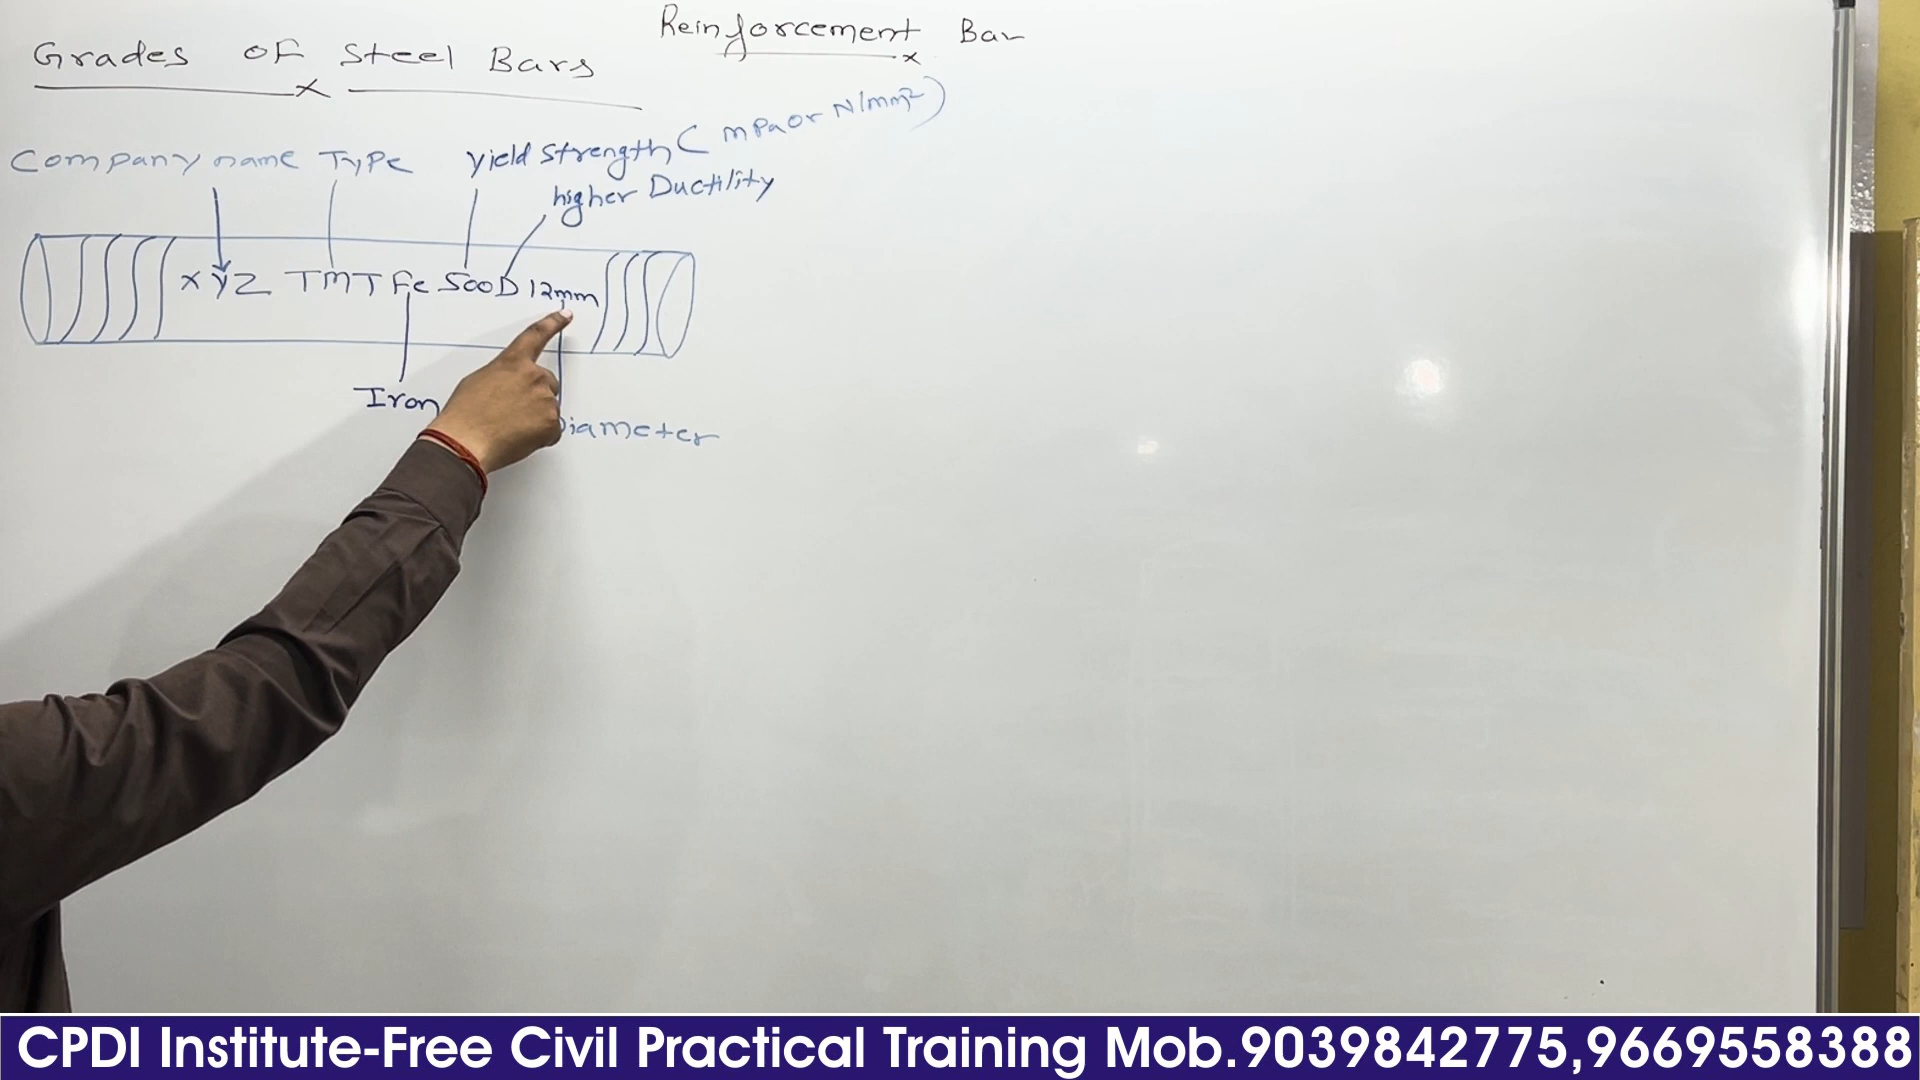 Grades of Steel Bars
Reinforcement Bar
x
x
Company name Type yield Strength (mpa or N/mm²)
higher Ductility
XYZ TMT Fe 500D 12mm
Iron
Diameter
CPDI Institute-Free Civil Practical Training Mob.9039842775,9669558388